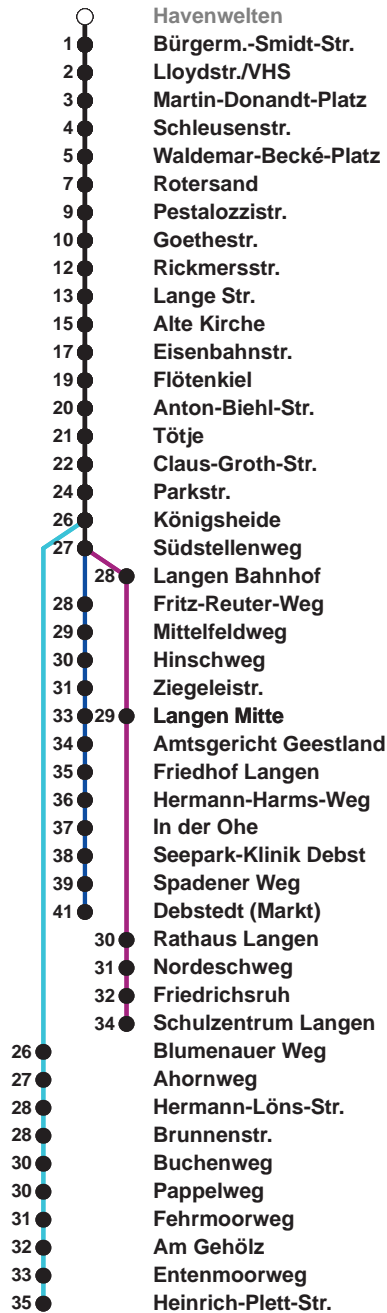 Havenwelten
1 Bürgerm.-Smidt-Str.
2 Lloydstr./VHS
3 Martin-Donandt-Platz
4 Schleusenstr.
5 Waldemar-Becké-Platz
7 Rotersand
9 Pestalozzistr.
10 Goethestr.
12 Rickmersstr.
13 Lange Str.
15 Alte Kirche
17 Eisenbahnstr.
19 Flötenkiel
20 Anton-Biehl-Str.
21 Tötje
22 Claus-Groth-Str.
24 Parkstr.
26 Königsheide
27 Südstellenweg
28 Langen Bahnhof
28 Fritz-Reuter-Weg
29 Mittelfeldweg
30 Hinschweg
31 Ziegeleistr.
33 29 Langen Mitte
34 Amtsgericht Geestland
35 Friedhof Langen
36 Hermann-Harms-Weg
37 In der Ohe
38 Seepark-Klinik Debst
39 Spadener Weg
41 Debstedt (Markt)
30 Rathaus Langen
31 Nordeschweg
32 Friedrichsruh
34 Schulzentrum Langen
26 Blumenauer Weg
27 Ahornweg
28 Hermann-Löns-Str.
28 Brunnenstr.
30 Buchenweg
30 Pappelweg
31 Fehrmoorweg
32 Am Gehölz
33 Entenmoorweg
35 Heinrich-Plett-Str.